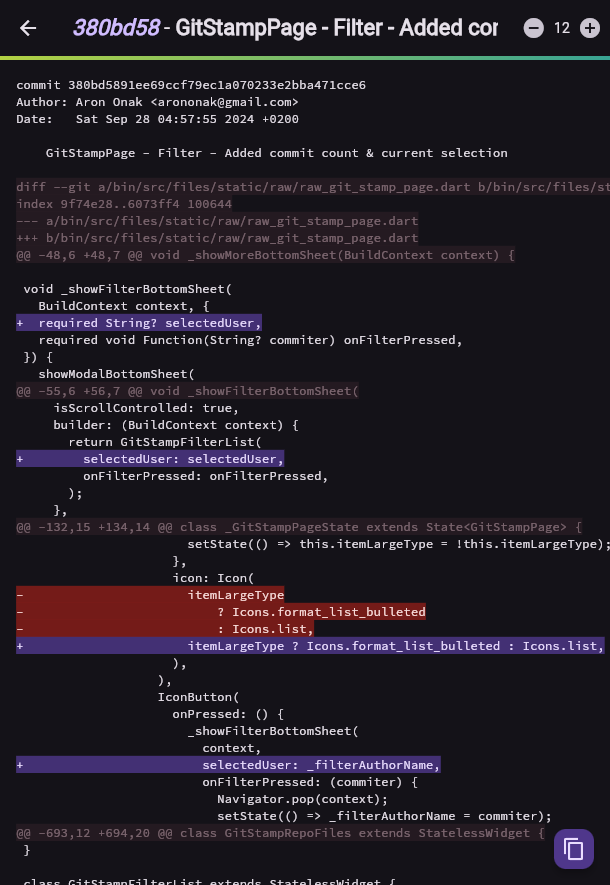 380bd58 - GitStampPage - Filter - Added cor
12
commit 380bd5891ee69ccf79ec1a070233e2bba471cce6
Author: Aron Onak <aronoak@gmail.com>
Date:   Sat Sep 28 04:57:55 2024 +0200
    GitStampPage - Filter - Added commit count & current selection
diff --git a/bin/src/files/static/raw/raw_git_stamp_page.dart b/bin/src/files/st
index 9f74e28..6073ff4 100644
--- a/bin/src/files/static/raw/raw_git_stamp_page.dart
+++ b/bin/src/files/static/raw/raw_git_stamp_page.dart
@@ -48,6 +48,7 @@ void _showMoreBottomSheet(BuildContext context) {
 void _showFilterBottomSheet(
   BuildContext context, {
+  required String? selectedUser,
   required void Function(String? commiter) onFilterPressed,
 }) {
   showModalBottomSheet(
@@ -55,6 +56,7 @@ void _showFilterBottomSheet(
     isScrollControlled: true,
     builder: (BuildContext context) {
       return GitStampFilterList(
+        selectedUser: selectedUser,
         onFilterPressed: onFilterPressed,
       );
     },
@@ -132,15 +134,14 @@ class _GitStampPageState extends State<GitStampPage> {
                       setState(() => this.itemLargeType = !this.itemLargeType);
                     },
                     icon: Icon(
-                      itemLargeType
-                          ? Icons.format_list_bulleted
-                          : Icons.list,
+                      itemLargeType ? Icons.format_list_bulleted : Icons.list,
                     ),
                   ),
                  IconButton(
                    onPressed: () {
                      _showFilterBottomSheet(
                        context,
+                        selectedUser: _filterAuthorName,
                        onFilterPressed: (commiter) {
                          Navigator.pop(context);
                          setState(() => _filterAuthorName = commiter);
@@ -693,12 +694,20 @@ class GitStampRepoFiles extends StatelessWidget {
 }
 class GitStampFilterList extends StatelessWidget {